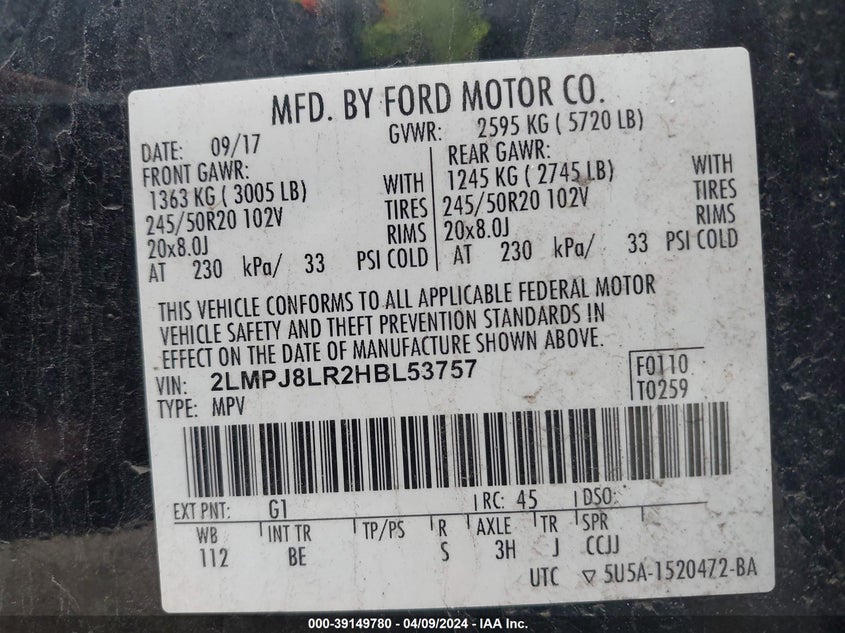 MFD. BY FORD MOTOR CO.
DATE: 09/17 GVWR: 2595 KG ( 5720 LB)
FRONT GAWR: REAR GAWR:
1363 KG ( 3005 LB) WITH 1245 KG ( 2745 LB) WITH
245/50R20 102V TIRES 245/50R20 102V TIRES
20x8.0J RIMS 20x8.0J RIMS
AT 230 kPa/ 33 PSI COLD AT 230 kPa/ 33 PSI COLD
THIS VEHICLE CONFORMS TO ALL APPLICABLE FEDERAL MOTOR
VEHICLE SAFETY AND THEFT PREVENTION STANDARDS IN
EFFECT ON THE DATE OF MANUFACTURE SHOWN ABOVE.
VIN: 2LMPJ8LR2HBL53757 F0110
TYPE: MPV T0259
EXT PNT: G1 RC: 45 DSO:
WB INT TR TP/PS R AXLE TR SPR
112 BE S 3H J CCJJ
UTC ▽ 5U5A-1520472-BA
000-39149780 - 04/09/2024 - IAA Inc.